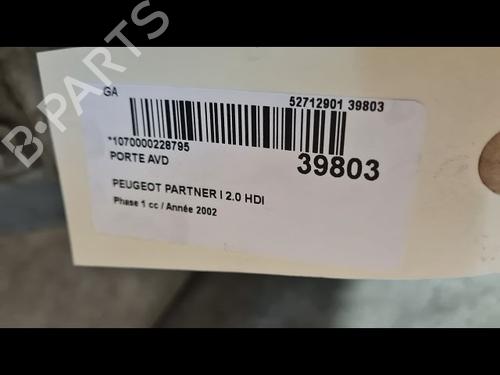 B-PARTS
GA
52712901 39803
*1070000228795
PORTE AVD
39803
PEUGEOT PARTNER I 2.0 HDI
Phase 1 cc / Année 2002